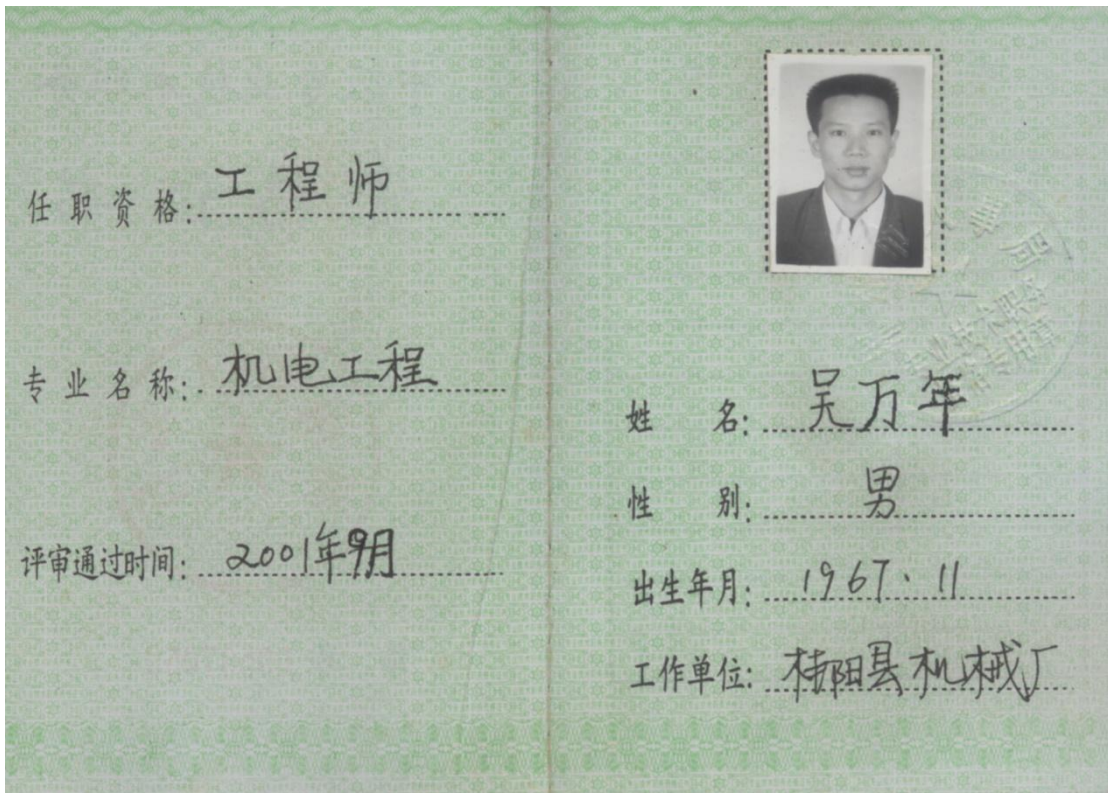 任职资格: 工程师
专业名称: 机电工程
评审通过时间: 2001年9月
姓 名: 吴万年
性 别: 男
出生年月: 1967.11
工作单位: 桂阳县机械厂